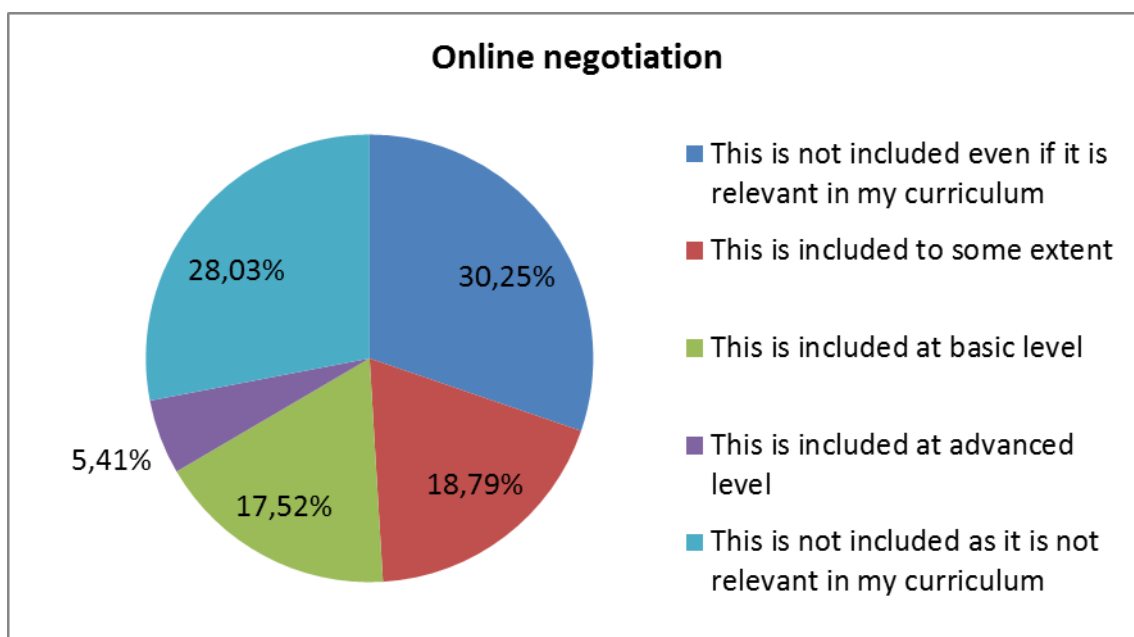 Online negotiation
28,03%
30,25%
5,41%
17,52%
18,79%
This is not included even if it is
relevant in my curriculum
This is included to some extent
This is included at basic level
This is included at advanced
level
This is not included as it is not
relevant in my curriculum